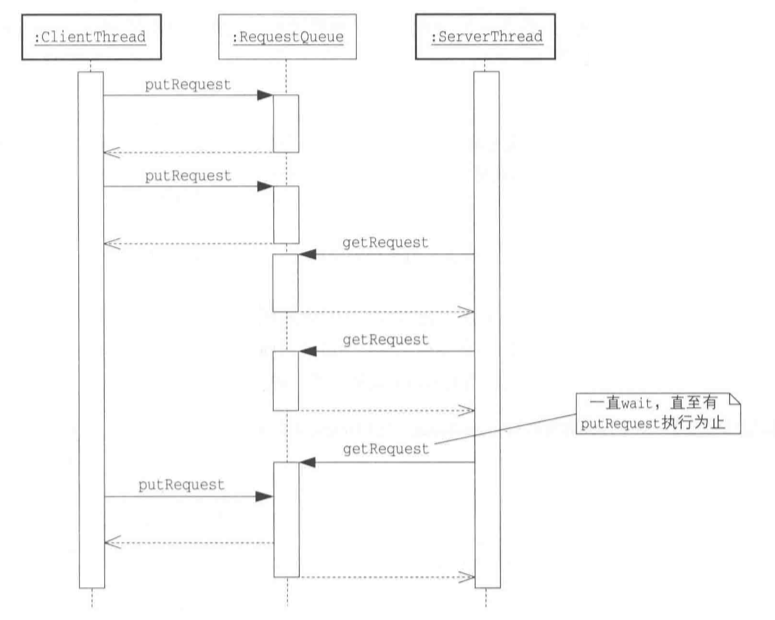 :ClientThread
:RequestQueue
:ServerThread
putRequest
putRequest
getRequest
getRequest
一直wait，直至有
putRequest执行为止
getRequest
putRequest